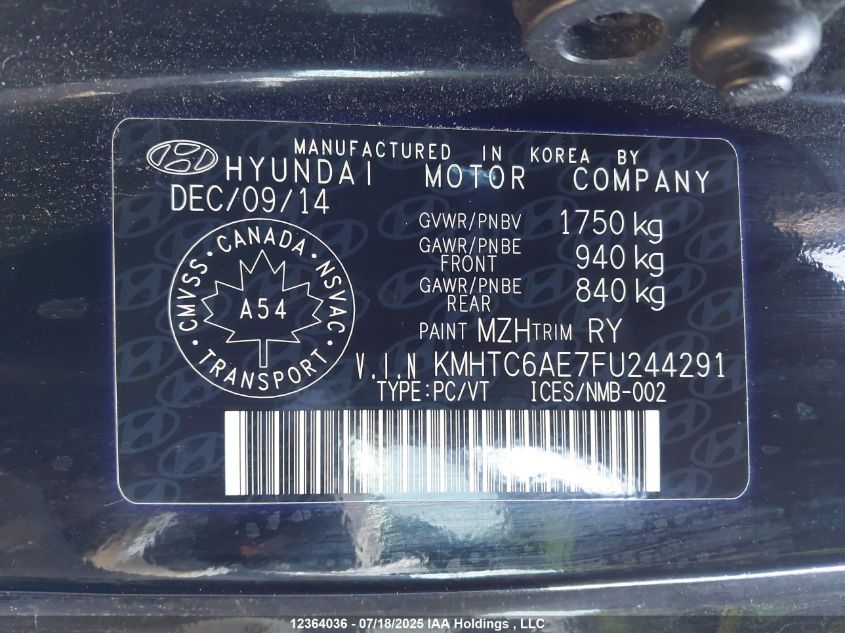 MANUFACTURED IN KOREA BY
HYUNDAI MOTOR COMPANY
DEC/09/14
GVWR/PNBV 1750 kg
GAWR/PNBE FRONT 940 kg
GAWR/PNBE REAR 840 kg
CMVSS · CANADA · NSVAC
A54
TRANSPORT
PAINT MZH TRIM RY
V.I.N KMHTC6AE7FU244291
TYPE:PC/VT ICES/NMB-002
12364036 - 07/18/2025 IAA Holdings , LLC